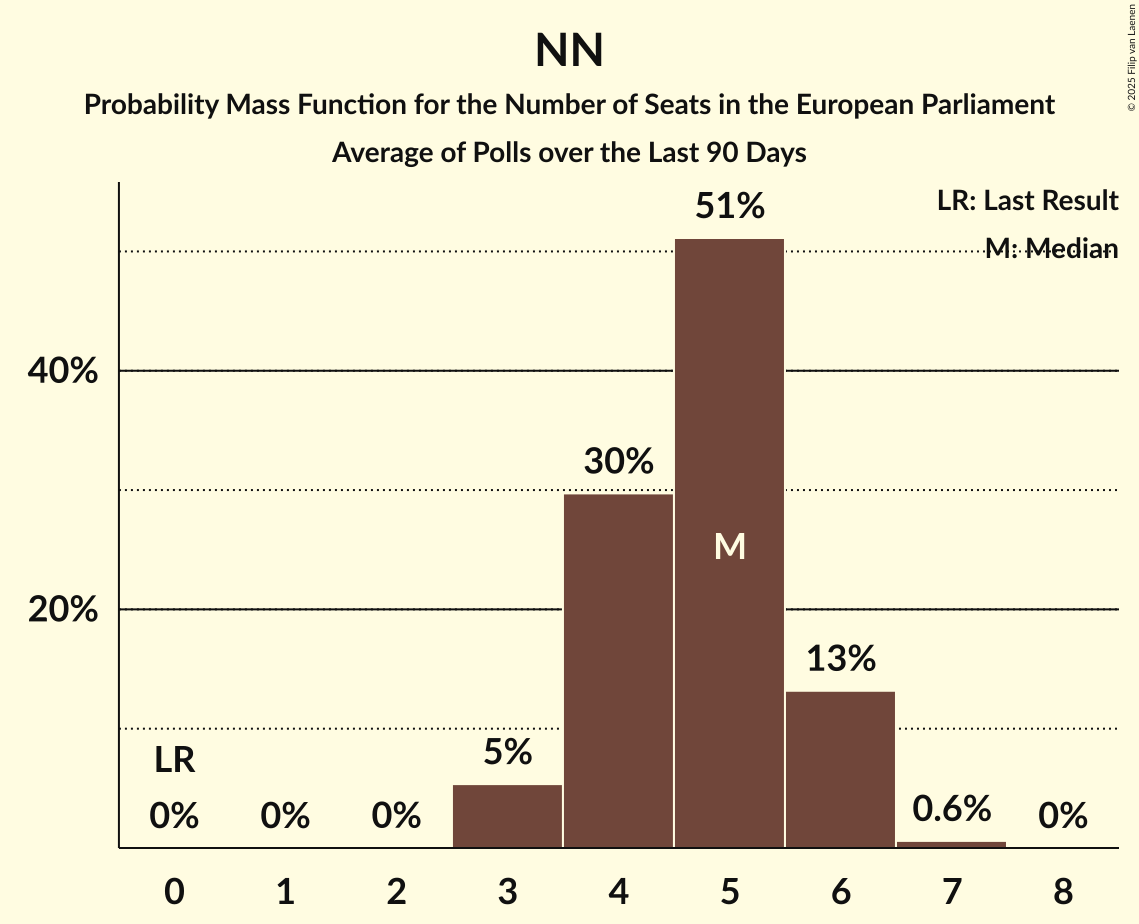 NN
Probability Mass Function for the Number of Seats in the European Parliament
Average of Polls over the Last 90 Days
© 2025 Filip van Laenen
LR: Last Result
M: Median
51%
40%
30%
M
20%
13%
5%
LR
0%
0%
0%
0.6%
0%
0 1 2 3 4 5 6 7 8